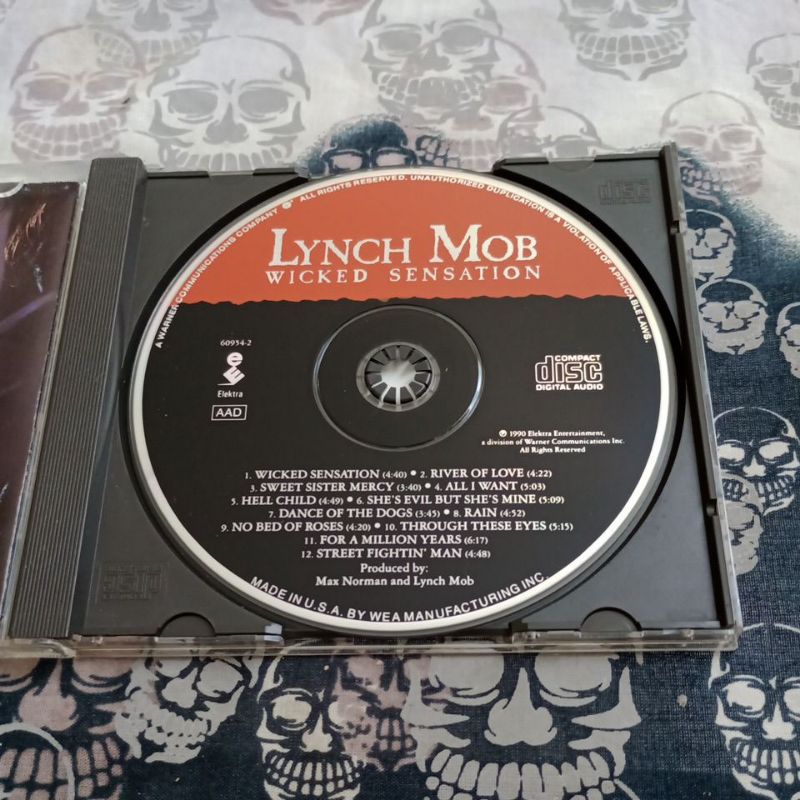 A WARNER COMMUNICATIONS COMPANY ALL RIGHTS RESERVED. UNAUTHORIZED DUPLICATION IS A VIOLATION OF APPLICABLE LAWS.
LYNCH MOB
WICKED SENSATION
60954-2
Elektra
AAD
COMPACT
disc
DIGITAL AUDIO
℗ 1990 Elektra Entertainment,
a division of Warner Communications Inc.
All Rights Reserved
1. WICKED SENSATION (4:40) • 2. RIVER OF LOVE (4:22)
3. SWEET SISTER MERCY (3:40) • 4. ALL I WANT (5:03)
5. HELL CHILD (4:49) • 6. SHE'S EVIL BUT SHE'S MINE (5:09)
7. DANCE OF THE DOGS (3:45) • 8. RAIN (4:52)
9. NO BED OF ROSES (4:20) • 10. THROUGH THESE EYES (5:15)
11. FOR A MILLION YEARS (6:17)
12. STREET FIGHTIN' MAN (4:48)
Produced by:
Max Norman and Lynch Mob
MADE IN U.S.A. BY WEA MANUFACTURING INC.
disc